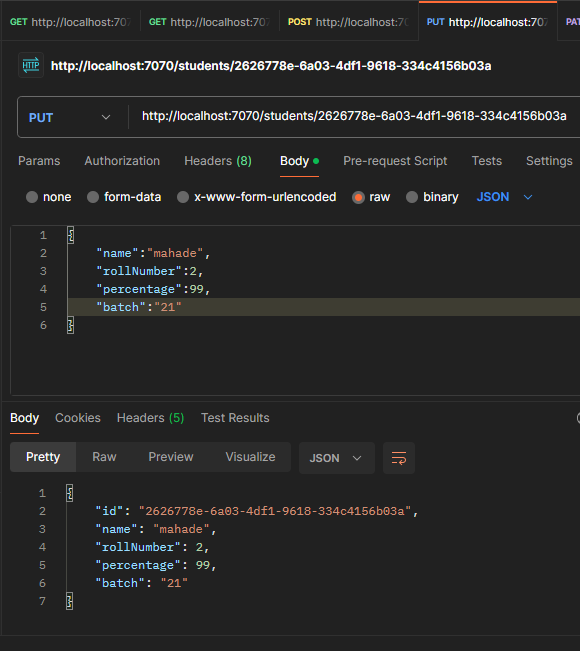 GET http://localhost:707
GET http://localhost:707
POST http://localhost:70
PUT http://localhost:707
PAT
HTTP http://localhost:7070/students/2626778e-6a03-4df1-9618-334c4156b03a
PUT http://localhost:7070/students/2626778e-6a03-4df1-9618-334c4156b03a
Params Authorization Headers (8) Body Pre-request Script Tests Settings
none form-data x-www-form-urlencoded raw binary JSON
1 {
2 "name":"mahade",
3 "rollNumber":2,
4 "percentage":99,
5 "batch":"21"
6 }
Body Cookies Headers (5) Test Results
Pretty Raw Preview Visualize JSON
1 {
2 "id": "2626778e-6a03-4df1-9618-334c4156b03a",
3 "name": "mahade",
4 "rollNumber": 2,
5 "percentage": 99,
6 "batch": "21"
7 }